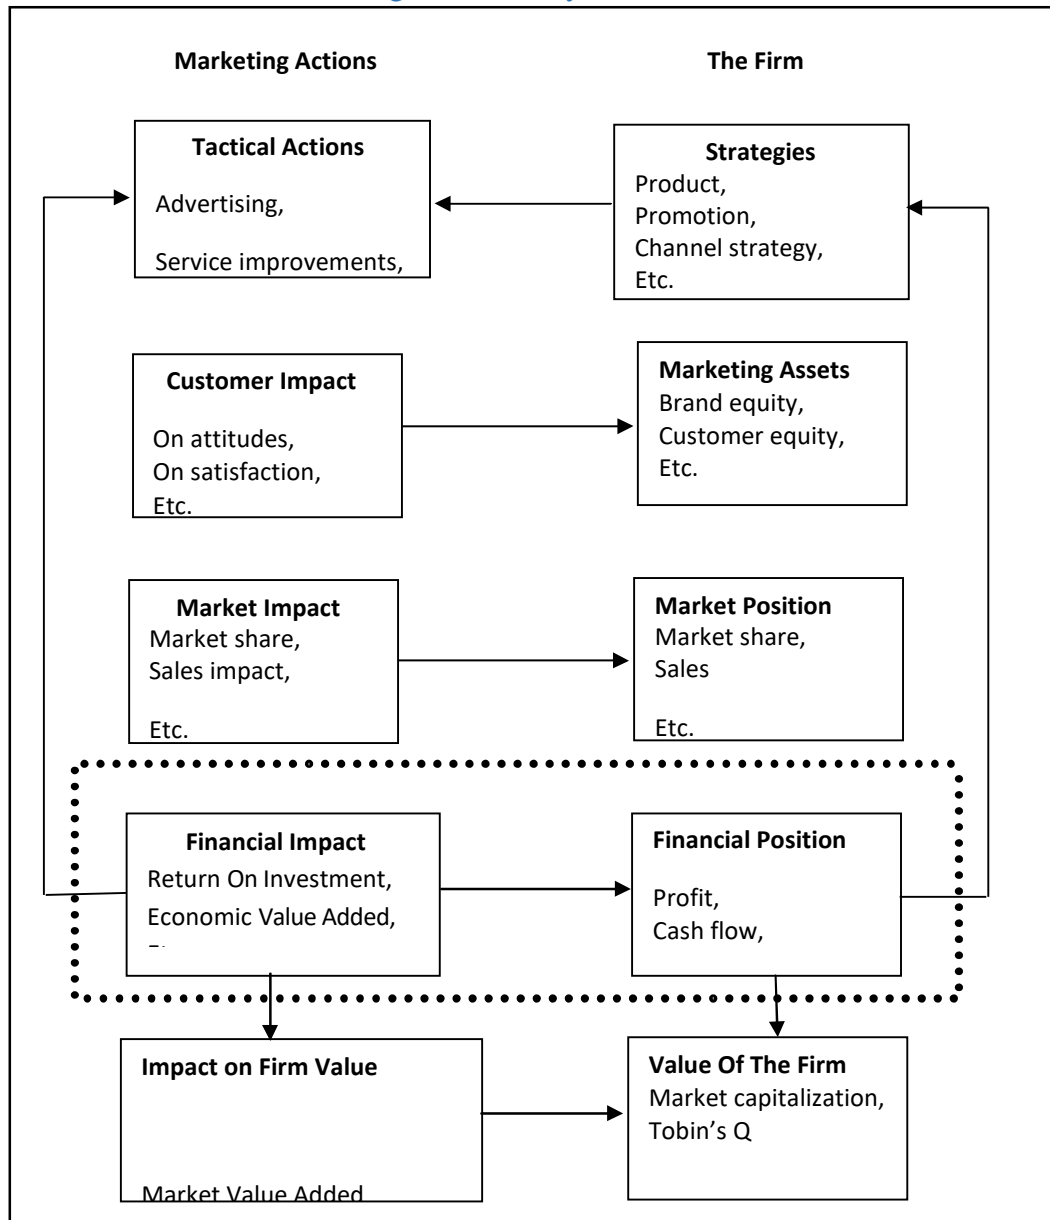 Marketing Actions
The Firm
Tactical Actions
Advertising,
Service improvements,
Strategies
Product,
Promotion,
Channel strategy,
Etc.
Customer Impact
On attitudes,
On satisfaction,
Etc.
Marketing Assets
Brand equity,
Customer equity,
Etc.
Market Impact
Market share,
Sales impact,
Etc.
Market Position
Market share,
Sales
Etc.
Financial Impact
Return On Investment,
Economic Value Added,
Financial Position
Profit,
Cash flow,
Impact on Firm Value
Market Value Added
Value Of The Firm
Market capitalization,
Tobin's Q